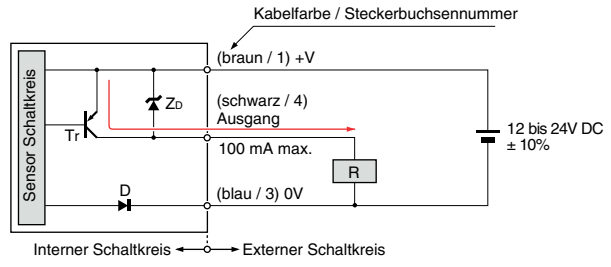 Kabelfarbe / Steckerbuchsennummer
(braun / 1) +V
Sensor Schaltkreis
ZD
(schwarz / 4)
Ausgang
Tr
100 mA max.
12 bis 24V DC
± 10%
R
D
(blau / 3) 0V
Interner Schaltkreis
Externer Schaltkreis